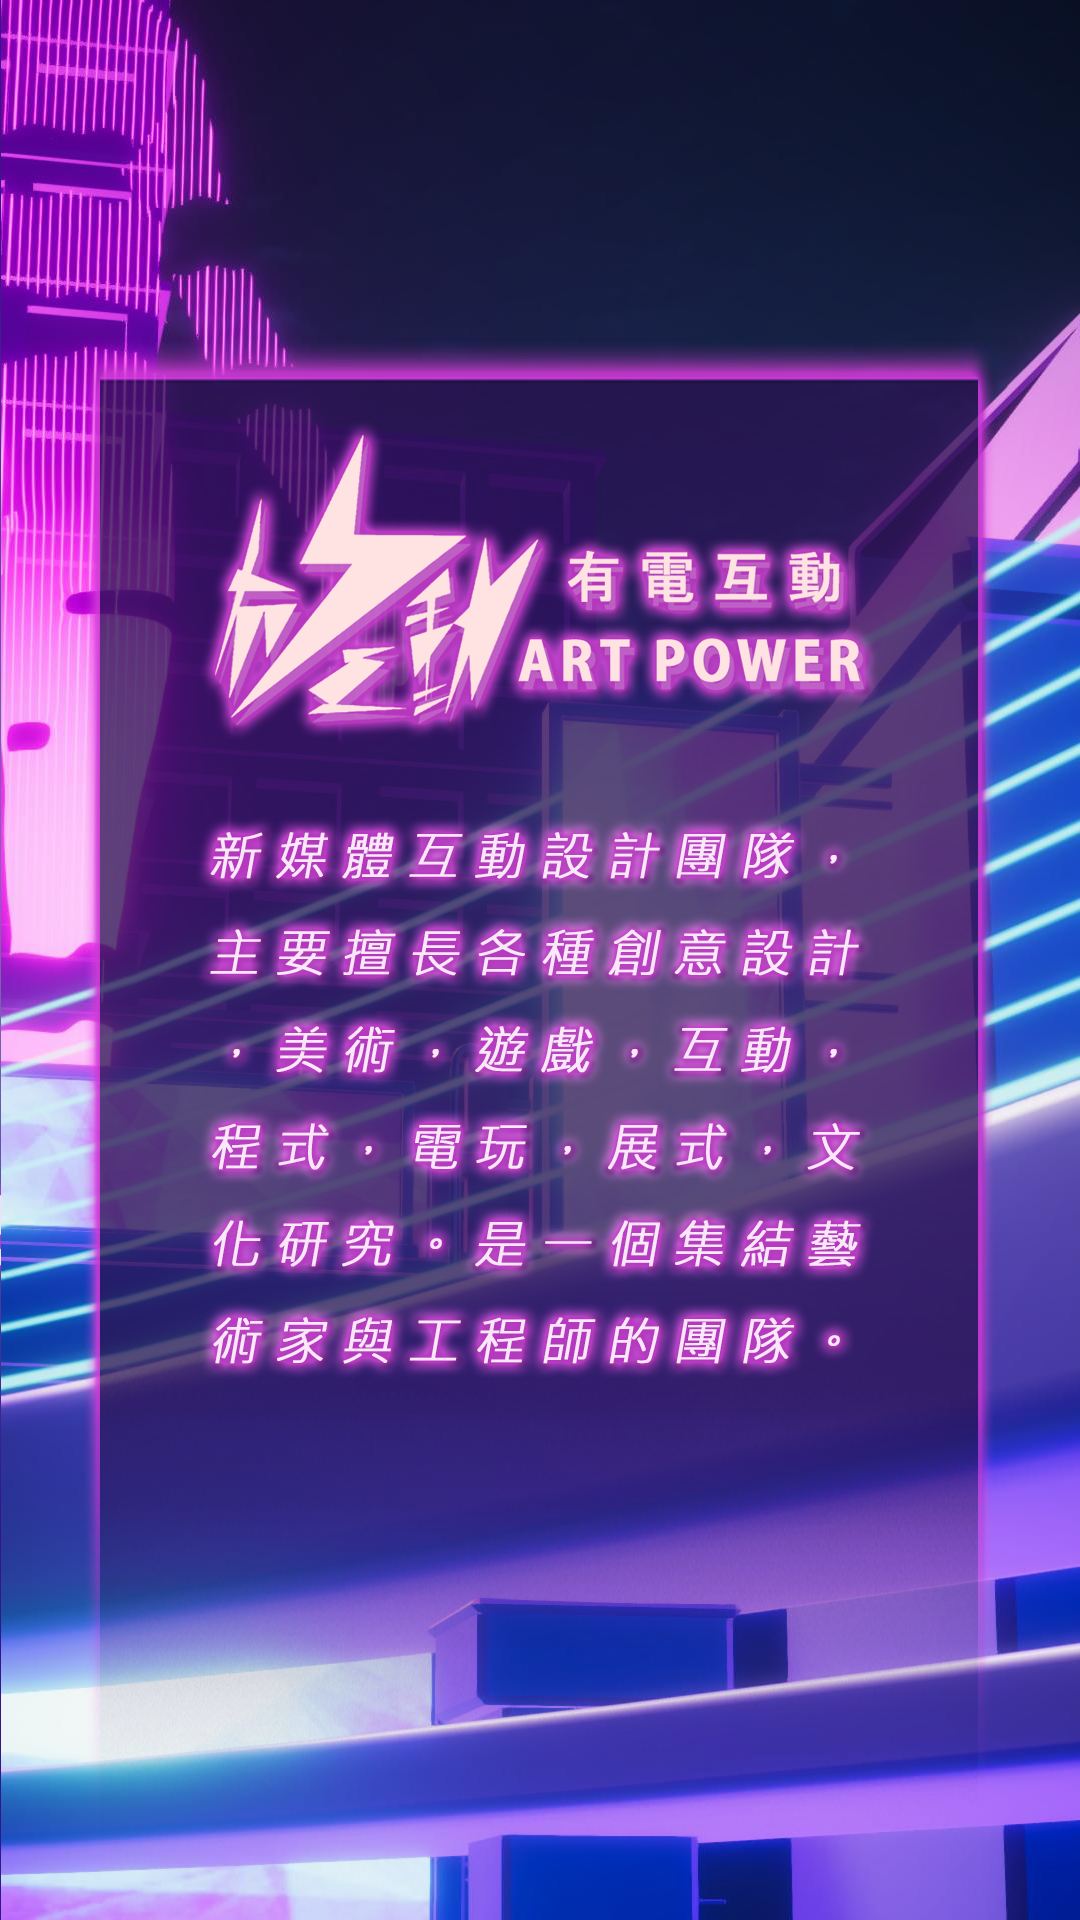 有電互動
ART POWER
新媒體互動設計團隊，
主要擅長各種創意設計
，美術，遊戲，互動，
程式，電玩，展式，文
化研究。是一個集結藝
術家與工程師的團隊。